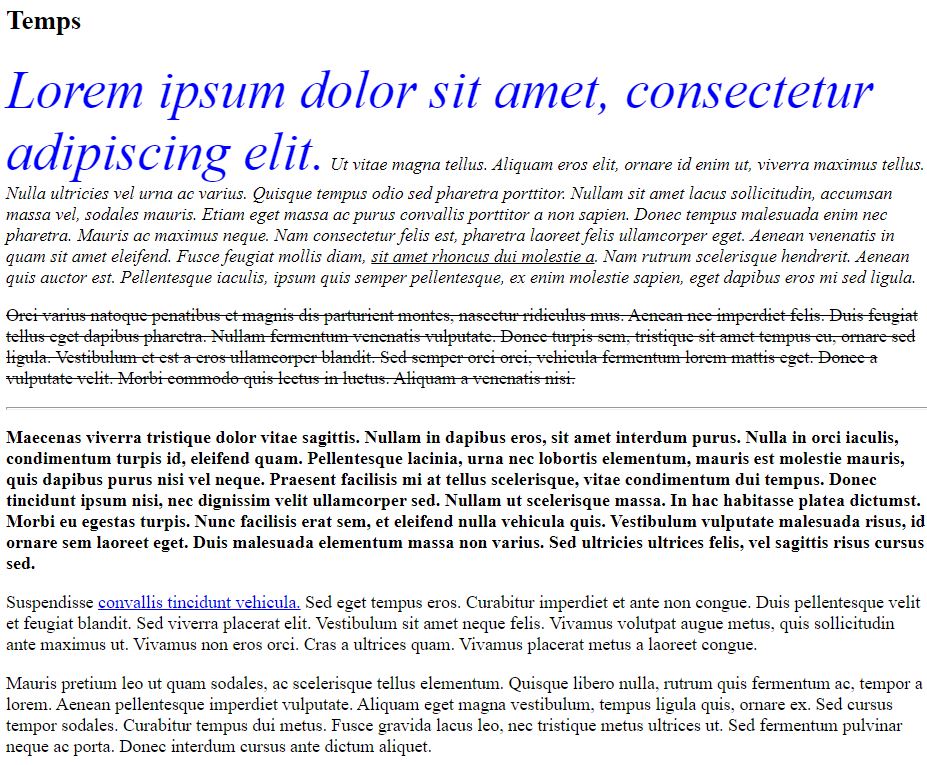 Temps
Lorem ipsum dolor sit amet, consectetur
adipiscing elit. Ut vitae magna tellus. Aliquam eros elit, ornare id enim ut, viverra maximus tellus.
Nulla ultricies vel urna ac varius. Quisque tempus odio sed pharetra porttitor. Nullam sit amet lacus sollicitudin, accumsan
massa vel, sodales mauris. Etiam eget massa ac purus convallis porttitor a non sapien. Donec tempus malesuada enim nec
pharetra. Mauris ac maximus neque. Nam consectetur felis est, pharetra laoreet felis ullamcorper eget. Aenean venenatis in
quam sit amet eleifend. Fusce feugiat mollis diam, sit amet rhoncus dui molestie a. Nam rutrum scelerisque hendrerit. Aenean
quis auctor est. Pellentesque iaculis, ipsum quis semper pellentesque, ex enim molestie sapien, eget dapibus eros mi sed ligula.
Orci varius natoque penatibus et magnis dis parturient montes, nascetur ridiculus mus. Aenean nec imperdiet felis. Duis feugiat
tellus eget dapibus pharetra. Nullam fermentum venenatis vulputate. Donec turpis sem, tristique sit amet tempus eu, ornare sed
ligula. Vestibulum et est a eros ullamcorper blandit. Sed semper orci orci, vehicula fermentum lorem mattis eget. Donec a
vulputate velit. Morbi commodo quis lectus in luctus. Aliquam a venenatis nisi.
Maecenas viverra tristique dolor vitae sagittis. Nullam in dapibus eros, sit amet interdum purus. Nulla in orci iaculis,
condimentum turpis id, eleifend quam. Pellentesque lacinia, urna nec lobortis elementum, mauris est molestie mauris,
quis dapibus purus nisi vel neque. Praesent facilisis mi at tellus scelerisque, vitae condimentum dui tempus. Donec
tincidunt ipsum nisi, nec dignissim velit ullamcorper sed. Nullam ut scelerisque massa. In hac habitasse platea dictumst.
Morbi eu egestas turpis. Nunc facilisis erat sem, et eleifend nulla vehicula quis. Vestibulum vulputate malesuada risus, id
ornare sem laoreet eget. Duis malesuada elementum massa non varius. Sed ultricies ultrices felis, vel sagittis risus cursus
sed.
Suspendisse convallis tincidunt vehicula. Sed eget tempus eros. Curabitur imperdiet et ante non congue. Duis pellentesque velit
et feugiat blandit. Sed viverra placerat elit. Vestibulum sit amet neque felis. Vivamus volutpat augue metus, quis sollicitudin
ante maximus ut. Vivamus non eros orci. Cras a ultrices quam. Vivamus placerat metus a laoreet congue.
Mauris pretium leo ut quam sodales, ac scelerisque tellus elementum. Quisque libero nulla, rutrum quis fermentum ac, tempor a
lorem. Aenean pellentesque imperdiet vulputate. Aliquam eget magna vestibulum, tempus ligula quis, ornare ex. Sed cursus
tempor sodales. Curabitur tempus dui metus. Fusce gravida lacus leo, nec tristique metus ultrices ut. Sed fermentum pulvinar
neque ac porta. Donec interdum cursus ante dictum aliquet.